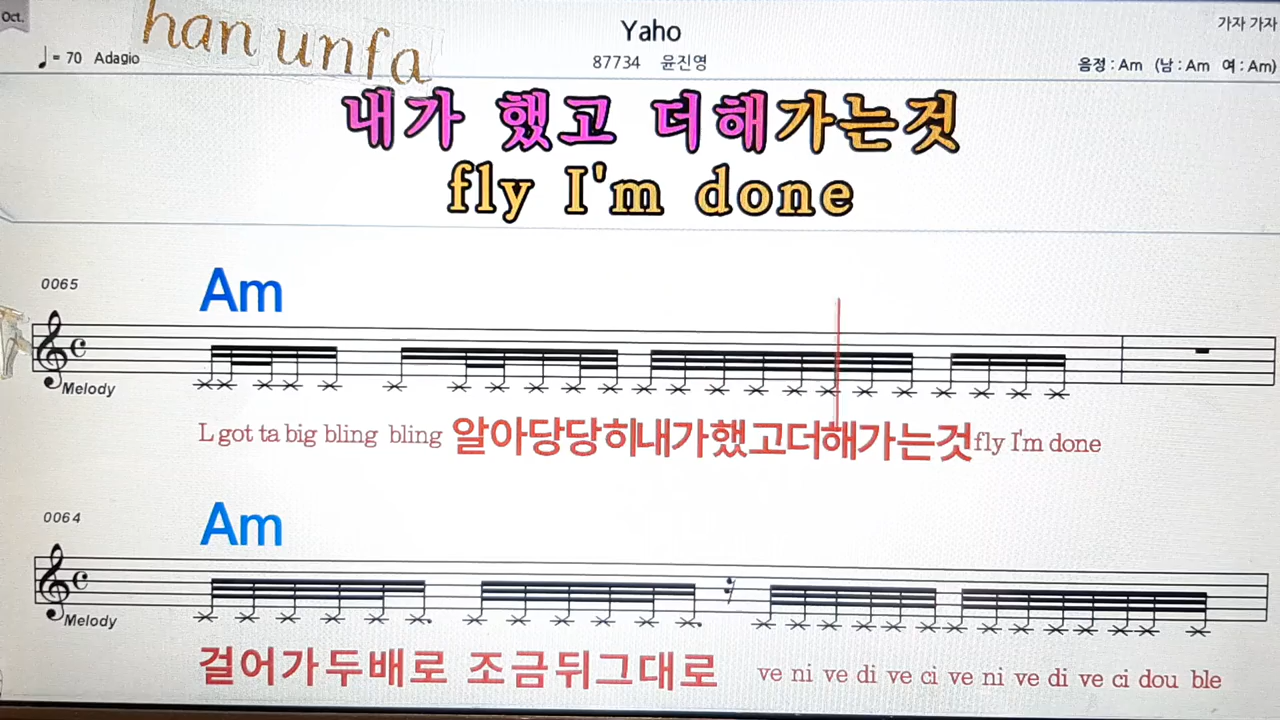 Oct.
han unfa
Yaho
가자 가자
♩= 70 Adagio
87734 윤진영
음정 : Am (남 : Am 여 : Am)
내가 했고 더해가는것
fly I'm done
0065
Am
Melody
L got ta big bling bling 알아당당히내가했고더해가는것fly I'm done
0064
Am
Melody
걸어가두배로 조금뒤그대로 ve ni ve di ve ci ve ni ve di ve ci dou ble